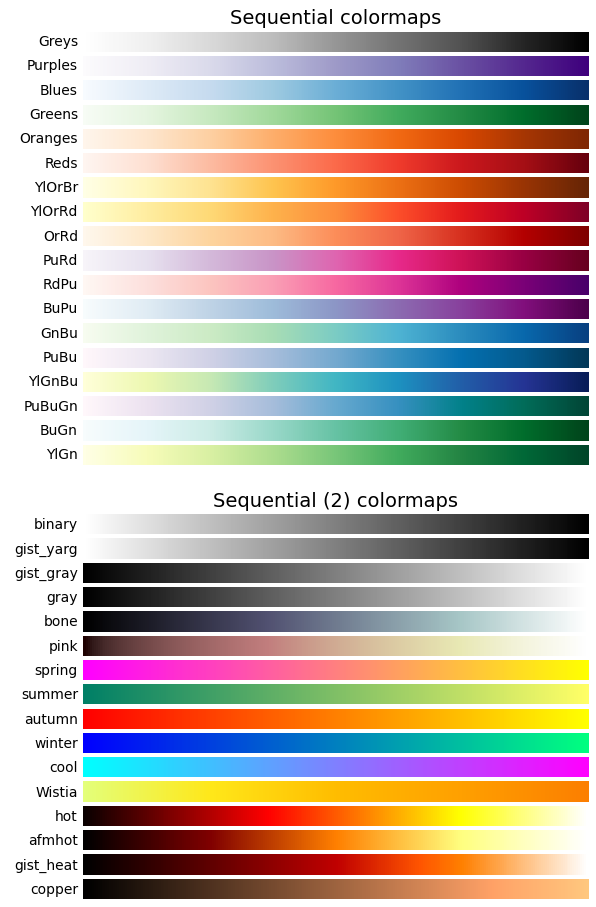 Sequential colormaps
Greys
Purples
Blues
Greens
Oranges
Reds
YlOrBr
YlOrRd
OrRd
PuRd
RdPu
BuPu
GnBu
PuBu
YlGnBu
PuBuGn
BuGn
YlGn
Sequential (2) colormaps
binary
gist_yarg
gist_gray
gray
bone
pink
spring
summer
autumn
winter
cool
Wistia
hot
afmhot
gist_heat
copper